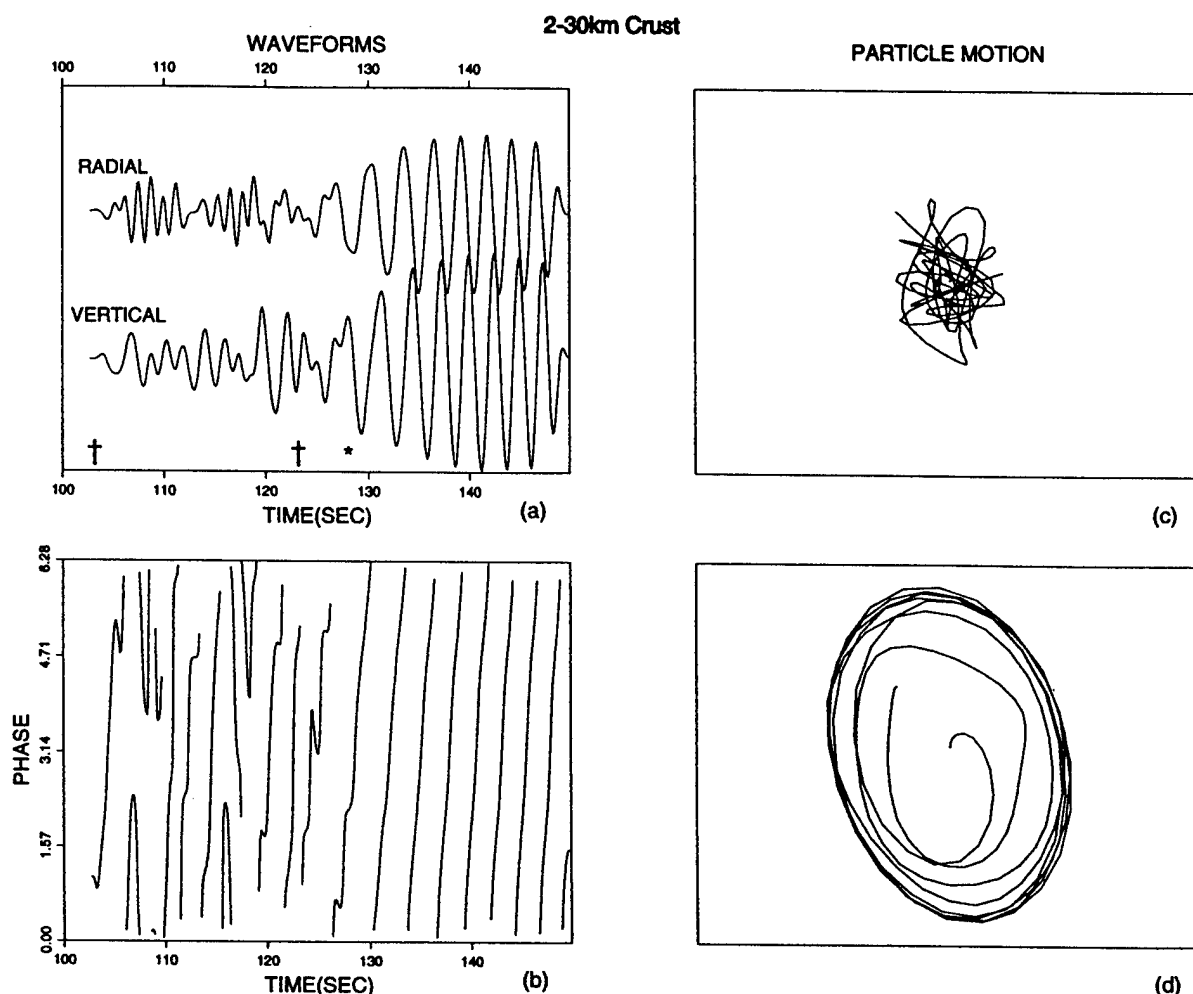 2-30km Crust
WAVEFORMS
PARTICLE MOTION
100 110 120 130 140
RADIAL
VERTICAL
† † *
100 110 120 130 140
TIME(SEC)
(a)
(c)
6.28
4.71
3.14
1.57
0.00
PHASE
100 110 120 130 140
TIME(SEC)
(b)
(d)